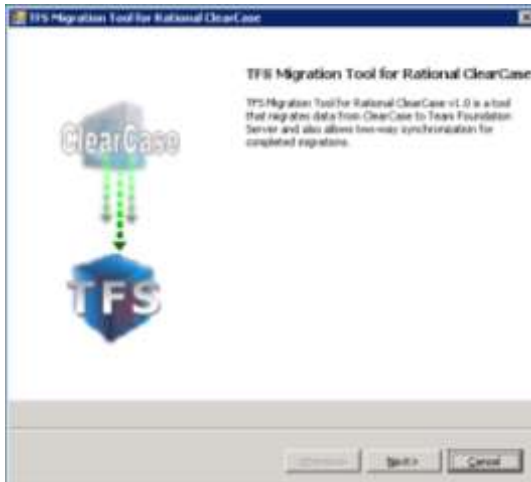 TFS Migration Tool for Rational ClearCase
TFS Migration Tool for Rational ClearCase
TFS Migration Tool for Rational ClearCase v1.0 is a tool
that migrates data from ClearCase to Team Foundation
Server and also allows two-way synchronization for
completed migrations.
ClearCase
TFS
Next >
Cancel